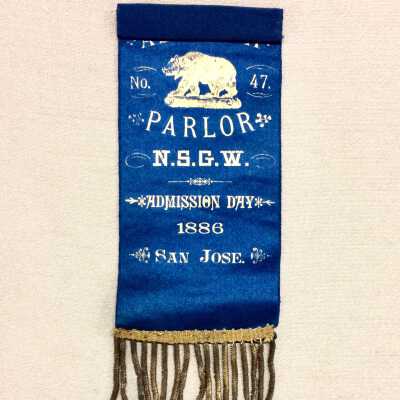 No. 47.
PARLOR
N.S.G.W.
ADMISSION DAY
1886
SAN JOSE.